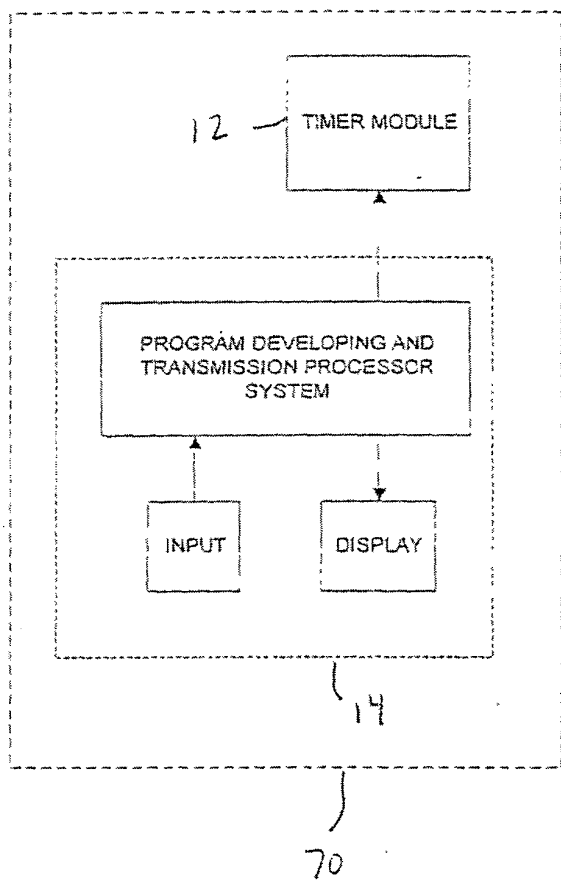 12
TIMER MODULE
PROGRAM DEVELOPING AND
TRANSMISSION PROCESSOR
SYSTEM
INPUT
DISPLAY
14
70